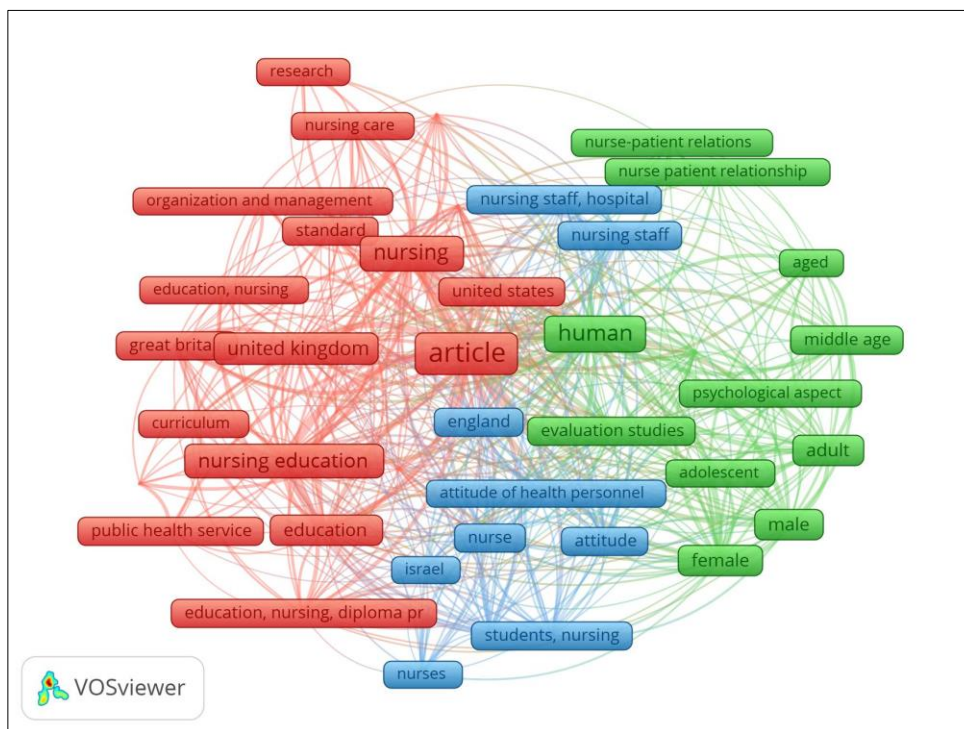 research
nursing care
nurse-patient relations
nurse patient relationship
organization and management
nursing staff, hospital
standard
nursing staff
nursing
aged
education, nursing
united states
human
great brita
united kingdom
article
middle age
psychological aspect
curriculum
england
evaluation studies
adult
nursing education
adolescent
attitude of health personnel
public health service
education
nurse
attitude
male
female
israel
education, nursing, diploma pr
students, nursing
nurses
VOSviewer